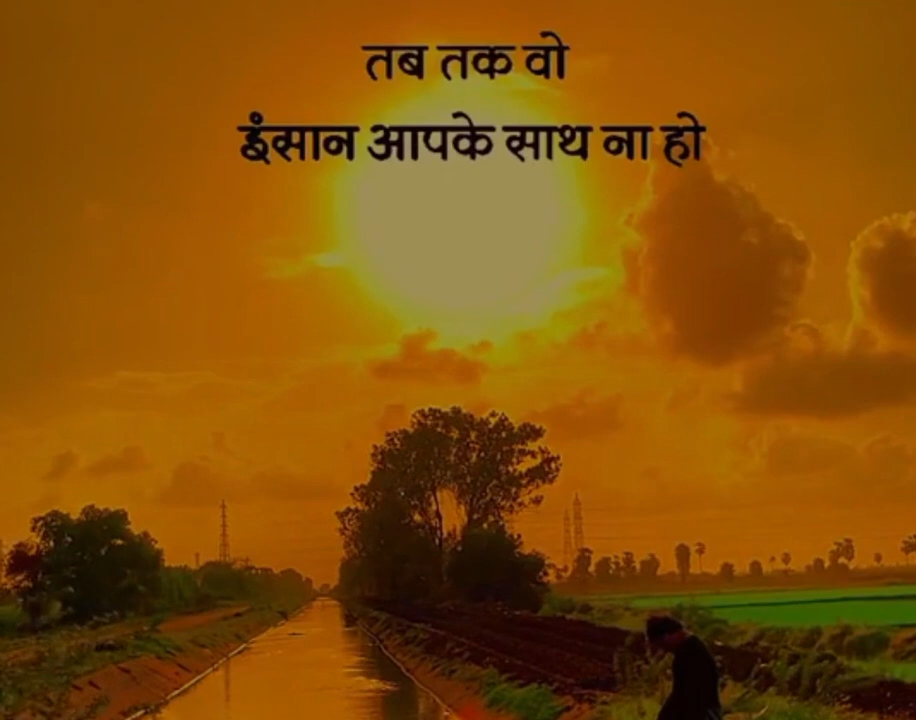 तब तक वो
इंसान आपके साथ ना हो